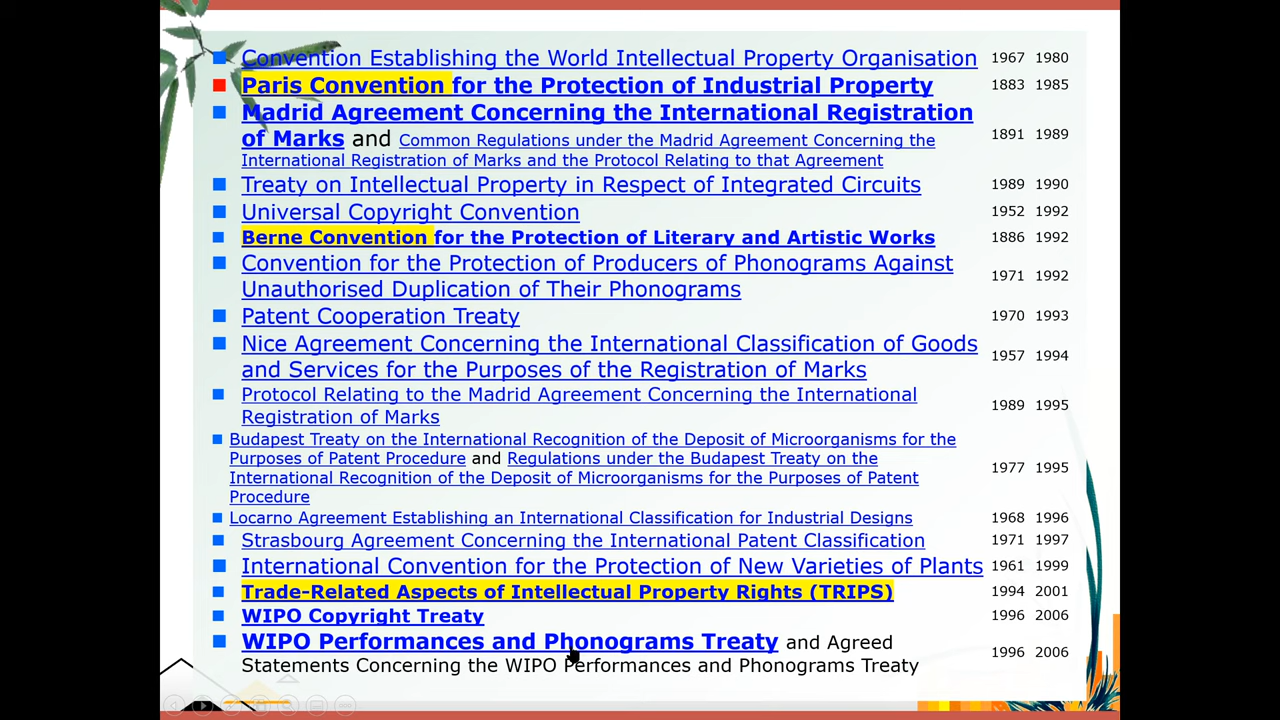 Convention Establishing the World Intellectual Property Organisation 1967 1980
Paris Convention for the Protection of Industrial Property 1883 1985
Madrid Agreement Concerning the International Registration
of Marks and Common Regulations under the Madrid Agreement Concerning the 1891 1989
International Registration of Marks and the Protocol Relating to that Agreement
Treaty on Intellectual Property in Respect of Integrated Circuits 1989 1990
Universal Copyright Convention 1952 1992
Berne Convention for the Protection of Literary and Artistic Works 1886 1992
Convention for the Protection of Producers of Phonograms Against 1971 1992
Unauthorised Duplication of Their Phonograms
Patent Cooperation Treaty 1970 1993
Nice Agreement Concerning the International Classification of Goods 1957 1994
and Services for the Purposes of the Registration of Marks
Protocol Relating to the Madrid Agreement Concerning the International 1989 1995
Registration of Marks
Budapest Treaty on the International Recognition of the Deposit of Microorganisms for the
Purposes of Patent Procedure and Regulations under the Budapest Treaty on the 1977 1995
International Recognition of the Deposit of Microorganisms for the Purposes of Patent
Procedure
Locarno Agreement Establishing an International Classification for Industrial Designs 1968 1996
Strasbourg Agreement Concerning the International Patent Classification 1971 1997
International Convention for the Protection of New Varieties of Plants 1961 1999
Trade-Related Aspects of Intellectual Property Rights (TRIPS) 1994 2001
WIPO Copyright Treaty 1996 2006
WIPO Performances and Phonograms Treaty and Agreed 1996 2006
Statements Concerning the WIPO Performances and Phonograms Treaty